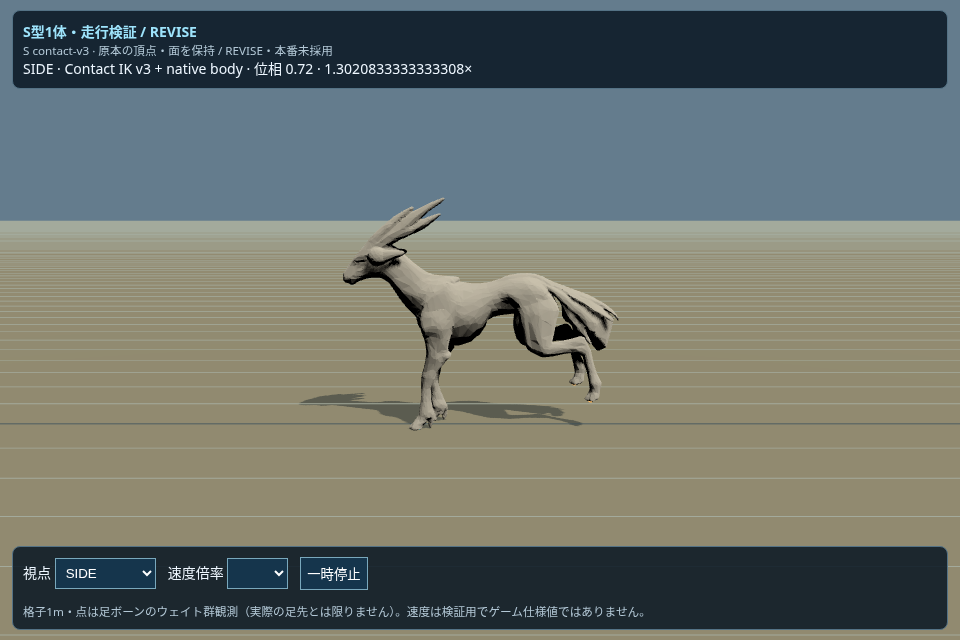 S型1体・走行検証 / REVISE
S contact-v3 · 原本の頂点・面を保持 / REVISE・本番未採用
SIDE · Contact IK v3 + native body · 位相 0.72 · 1.3020833333333308×
視点 SIDE 速度倍率 一時停止
格子1m・点は足ボーンのウェイト群観測（実際の足先とは限りません）。速度は検証用でゲーム仕様値ではありません。